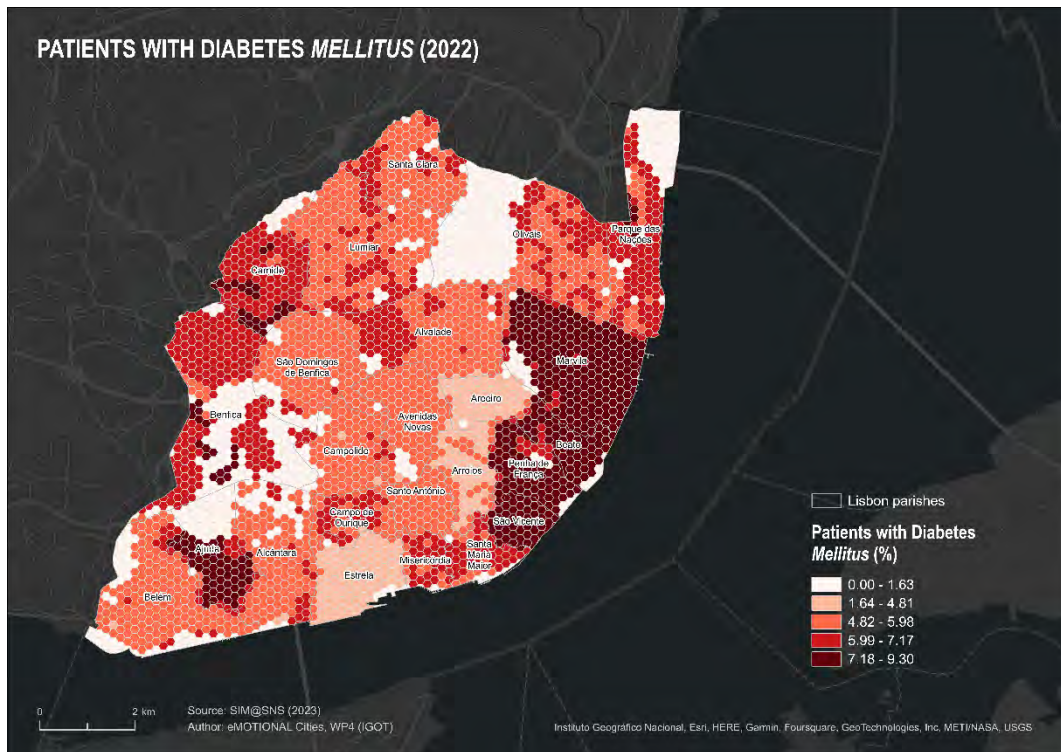 PATIENTS WITH DIABETES MELLITUS (2022)
Santa Clara
Olivais
Parque das
Nações
Lumiar
Carnide
Alvalade
São Domingos
de Benfica
Marvila
Areeiro
Benfica
Avenidas
Novas
Beato
Campolide
Penha de
França
Arroios
Santo António
Campo de
Ourique
São Vicente
Ajuda
Alcântara
Misericórdia
Santa
Maria
Maior
Estrela
Belém
Lisbon parishes
Patients with Diabetes
Mellitus (%)
0.00 - 1.63
1.64 - 4.81
4.82 - 5.98
5.99 - 7.17
7.18 - 9.30
0 2 km
Source: SIM@SNS (2023)
Author: eMOTIONAL Cities, WP4 (IGOT)
Instituto Geográfico Nacional, Esri, HERE, Garmin, Foursquare, GeoTechnologies, Inc, METI/NASA, USGS